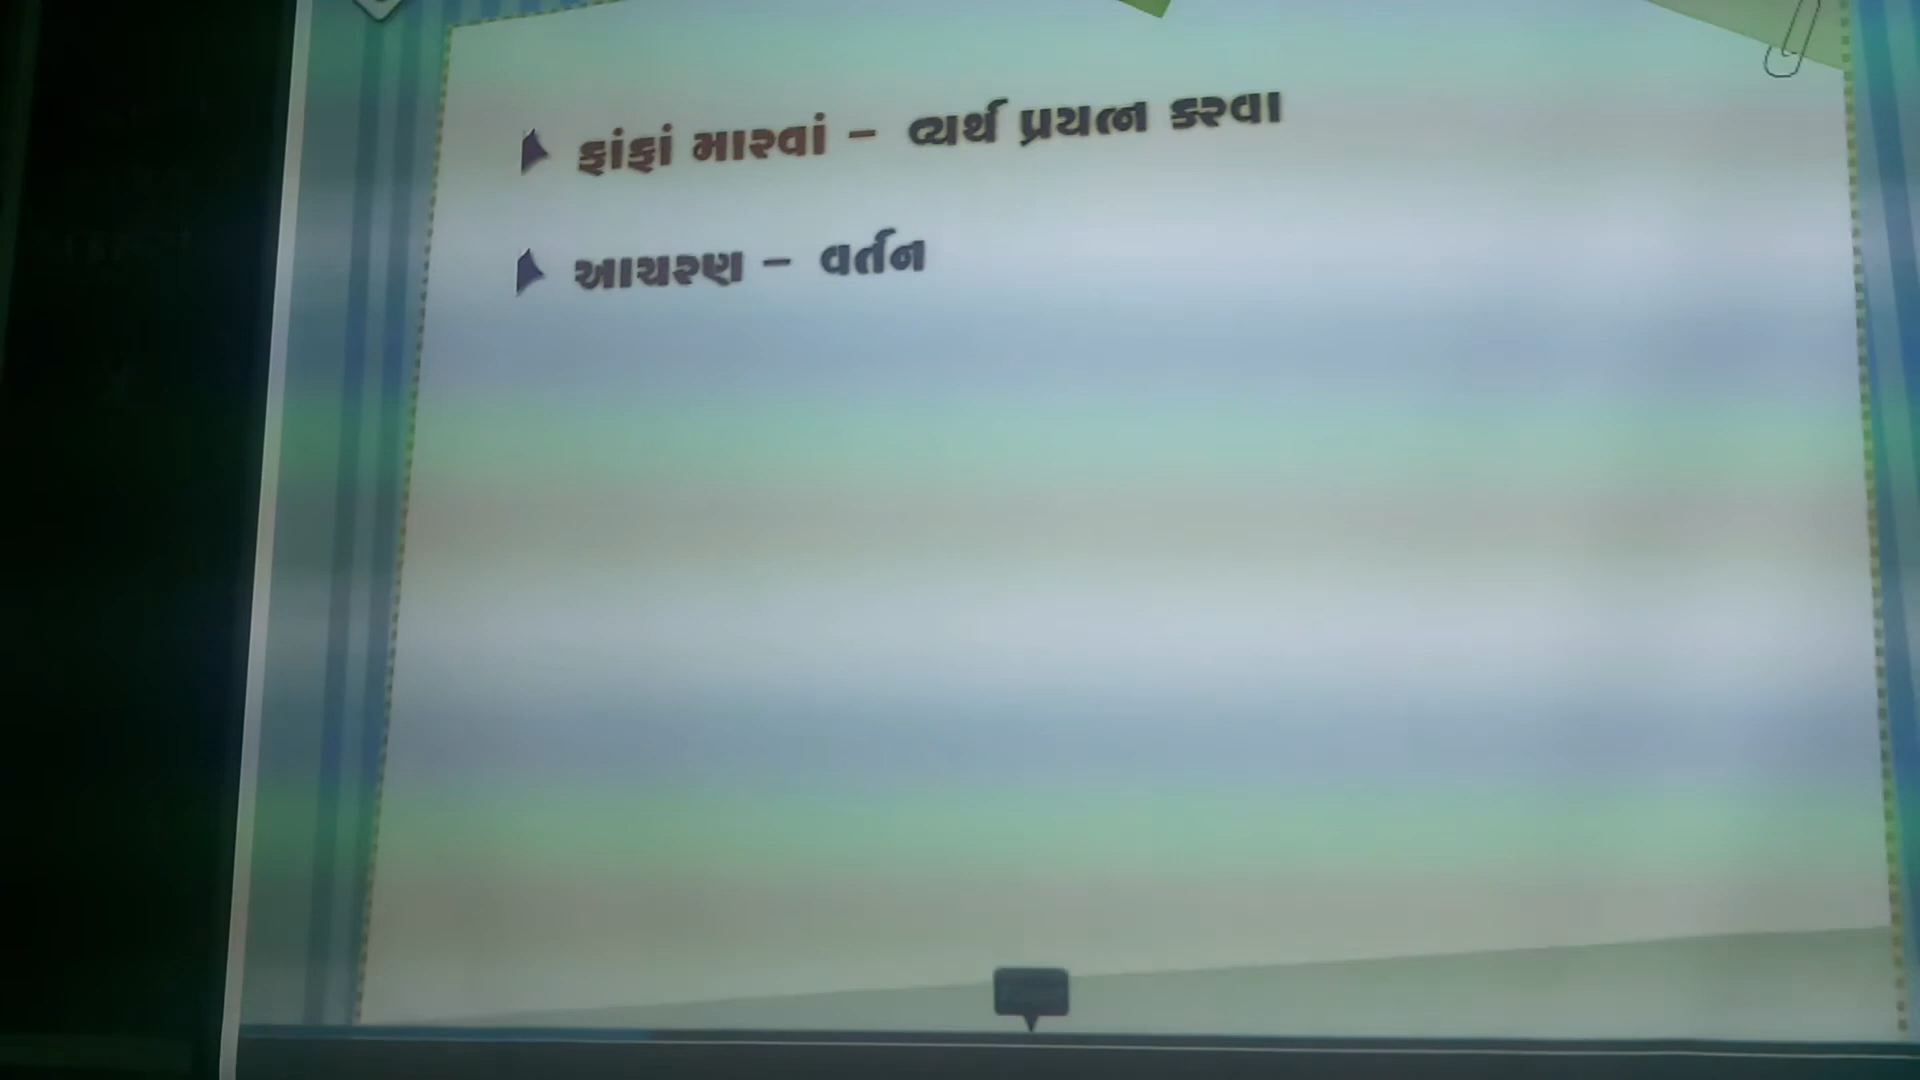 ફાંફાં મારવાં – વ્યર્થ પ્રયત્ન કરવા
આચરણ – વર્તન